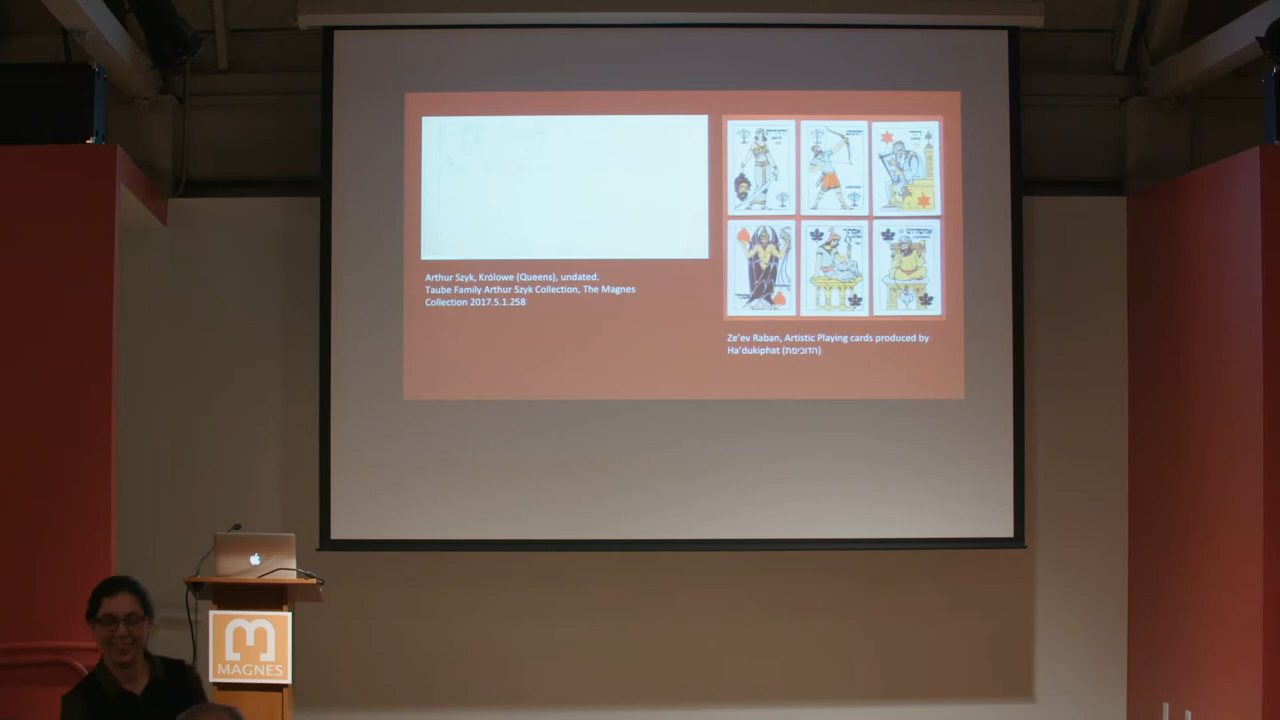 Arthur Szyk, Królowe (Queens), undated.
Taube Family Arthur Szyk Collection, The Magnes
Collection 2017.5.1.258
אסתר
Ze'ev Raban, Artistic Playing cards produced by
Ha'dukiphat (הדוכיפת)
MAGNES